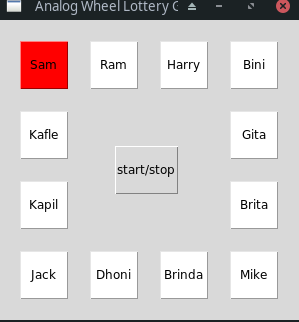 Analog Wheel Lottery G
Sam Ram Harry Bini
Kafle Gita
start/stop
Kapil Brita
Jack Dhoni Brinda Mike